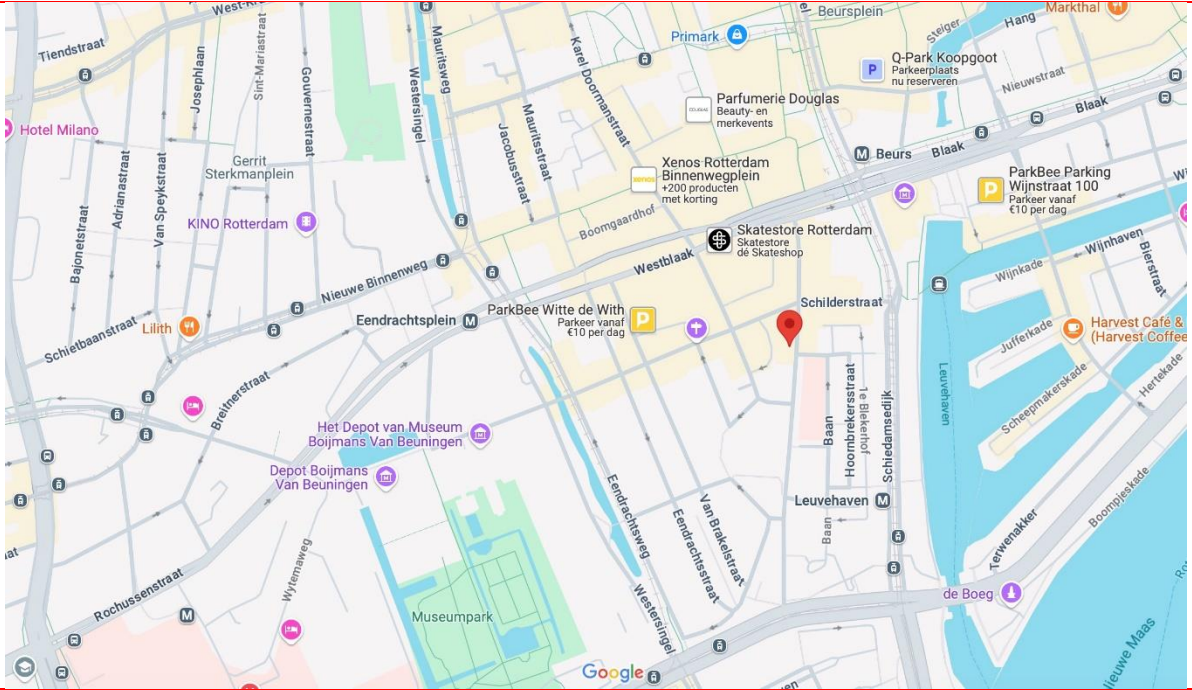 Tiendstraat
West-Kr
Josephlaan
Sint-Mariastraat
Gouvernestraat
Westersingel
Mauritsweg
Karel Doormanstraat
Mauritsstraat
Jacobusstraat
Primark
Beursplein
Hang
Markthal
Q-Park Koopgoot
Parkeerplaats
nu reserveren
Nieuwstraat
Blaak
Parfumerie Douglas
Beauty- en
merkevents
Hotel Milano
Adrianastraat
Van Speykstraat
Bajonetstraat
Gerrit
Sterkmanplein
KINO Rotterdam
Xenos Rotterdam
Binnenwegplein
+200 producten
met korting
Beurs
Blaak
ParkBee Parking
Wijnstraat 100
Parkeer vanaf
€10 per dag
Boomgaardhof
Skatestore Rotterdam
Skatestore
dé Skateshop
Westblaak
Wijnhaven
Bierstraat
Wijnkade
Nieuwe Binnenweg
Schilderstraat
Eendrachtsplein
ParkBee Witte de With
Parkeer vanaf
€10 per dag
Lilith
Schietbaanstraat
Jufferkade
Harvest Café &
(Harvest Coffee
Breitnerstraat
Leuvehaven
Hertekade
Scheepmakerskade
Baan
Hoornbrekersstraat
1e Blekerhof
Schiedamsedijk
Het Depot van Museum
Boijmans Van Beuningen
Depot Boijmans
Van Beuningen
Leuvehaven
Boompjeskade
Baan
Eendrachtsweg
Eendrachtsstraat
Van Brakelstraat
Terwenakker
at
Rochussenstraat
Wytemaweg
Museumpark
Westersingel
de Boeg
Nieuwe Maas
Google